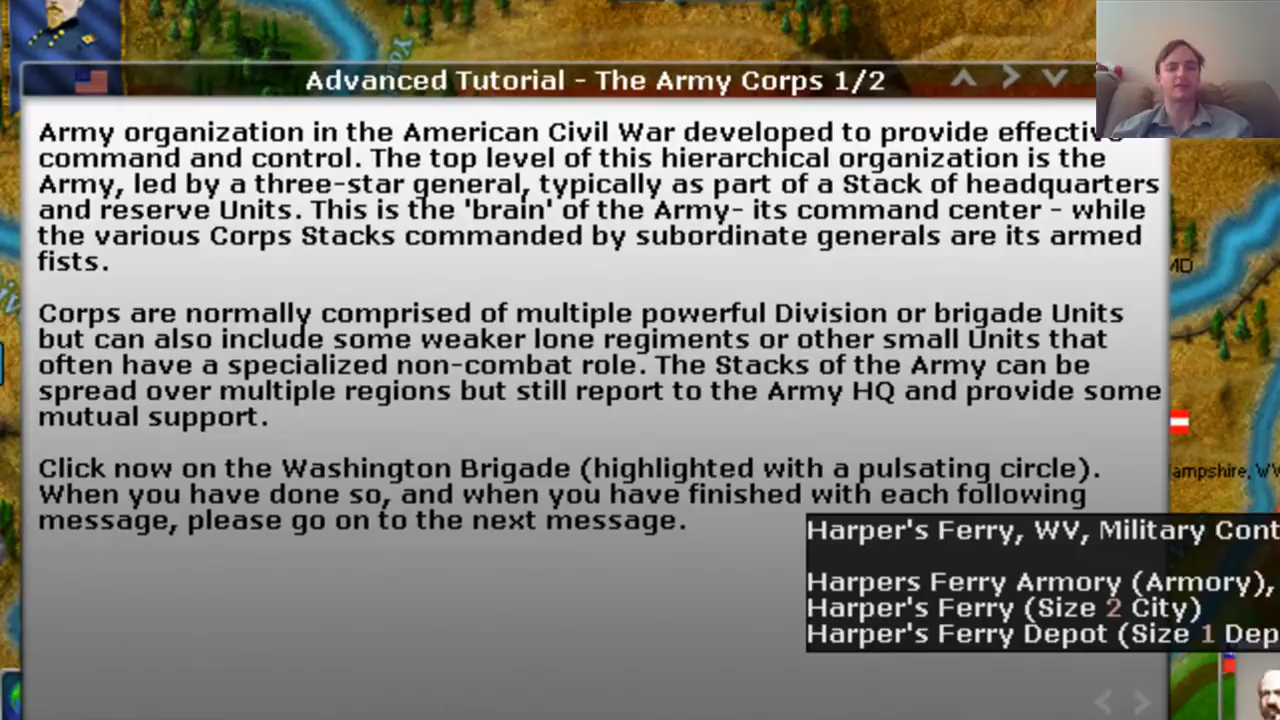 Advanced Tutorial - The Army Corps 1/2
Army organization in the American Civil War developed to provide effective
command and control. The top level of this hierarchical organization is the
Army, led by a three-star general, typically as part of a Stack of headquarters
and reserve Units. This is the 'brain' of the Army- its command center - while
the various Corps Stacks commanded by subordinate generals are its armed
fists.
Corps are normally comprised of multiple powerful Division or brigade Units
but can also include some weaker lone regiments or other small Units that
often have a specialized non-combat role. The Stacks of the Army can be
spread over multiple regions but still report to the Army HQ and provide some
mutual support.
Click now on the Washington Brigade (highlighted with a pulsating circle).
When you have done so, and when you have finished with each following
message, please go on to the next message.
MD
ampshire, WV
Harper's Ferry, WV, Military Cont
Harpers Ferry Armory (Armory),
Harper's Ferry (Size 2 City)
Harper's Ferry Depot (Size 1 Dep